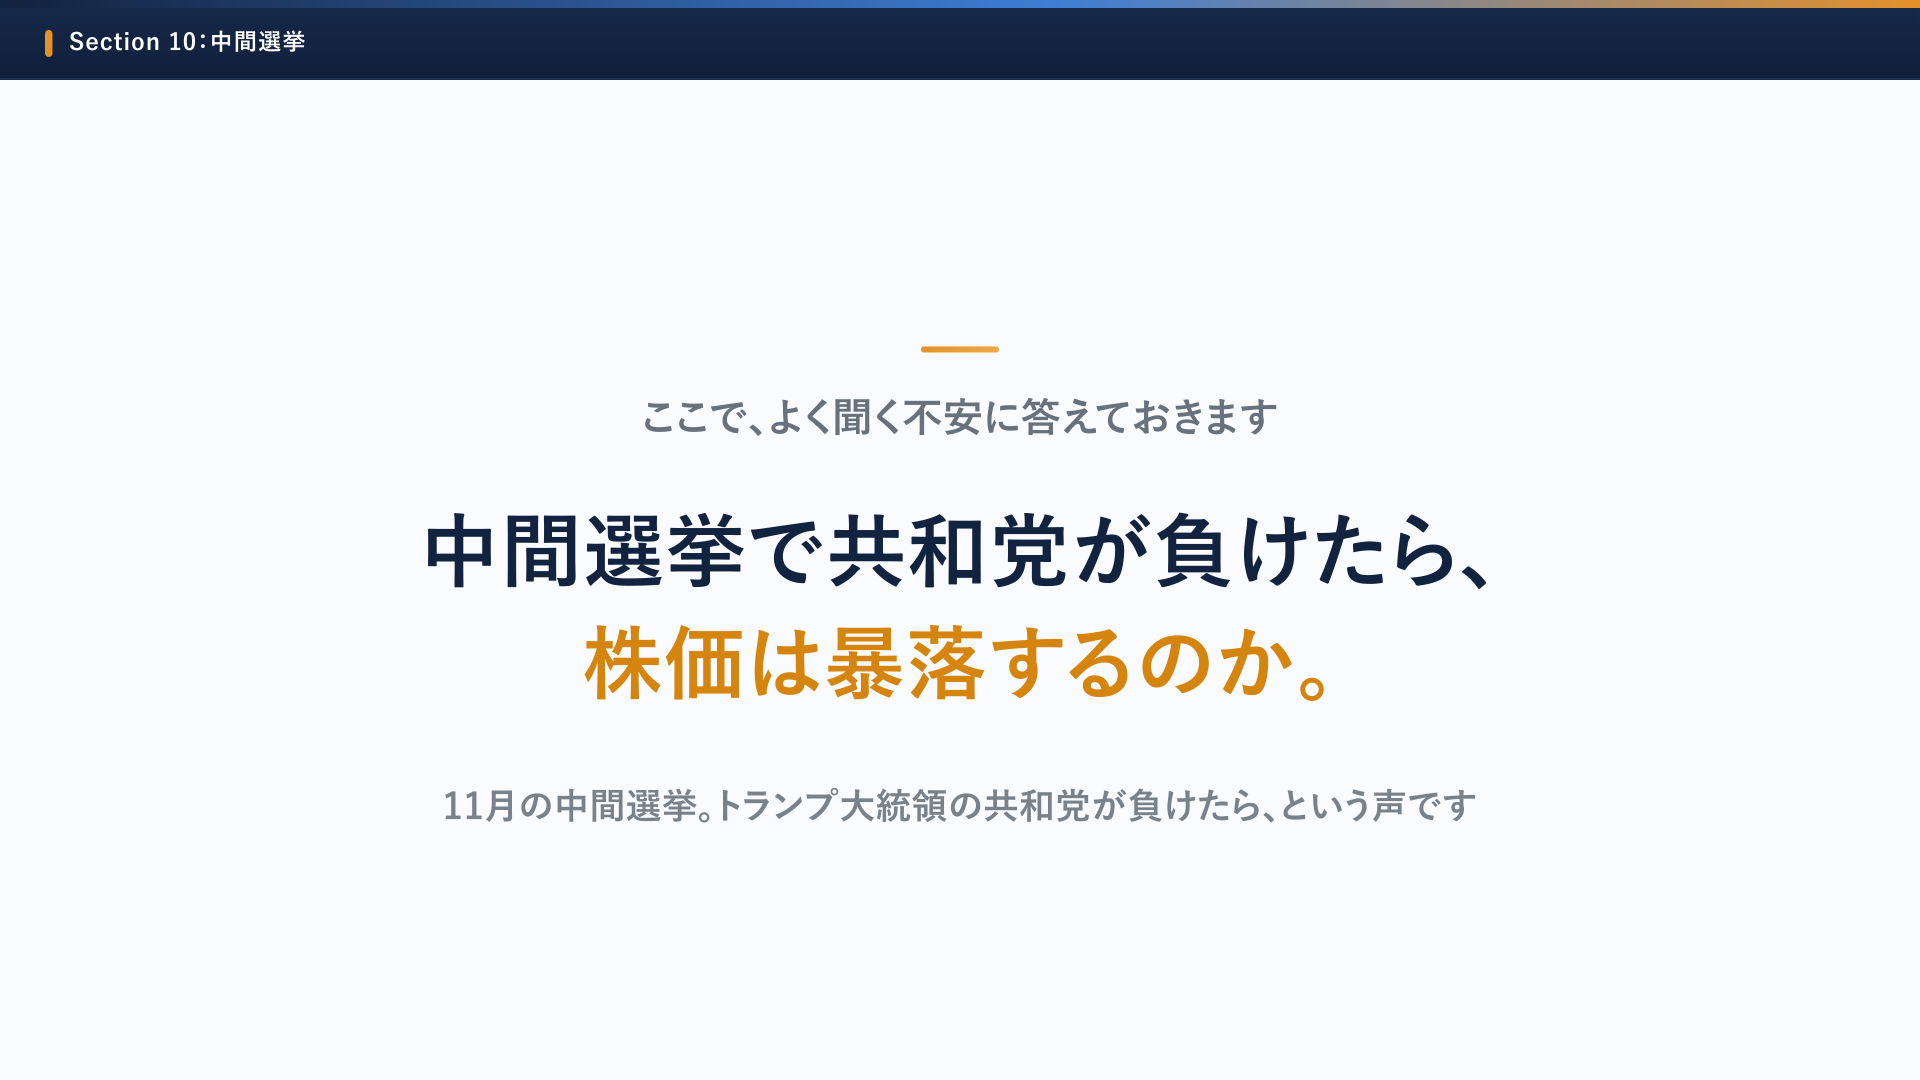 Section 10：中間選挙
ここで、よく聞く不安に答えておきます
中間選挙で共和党が負けたら、
株価は暴落するのか。
11月の中間選挙。トランプ大統領の共和党が負けたら、という声です